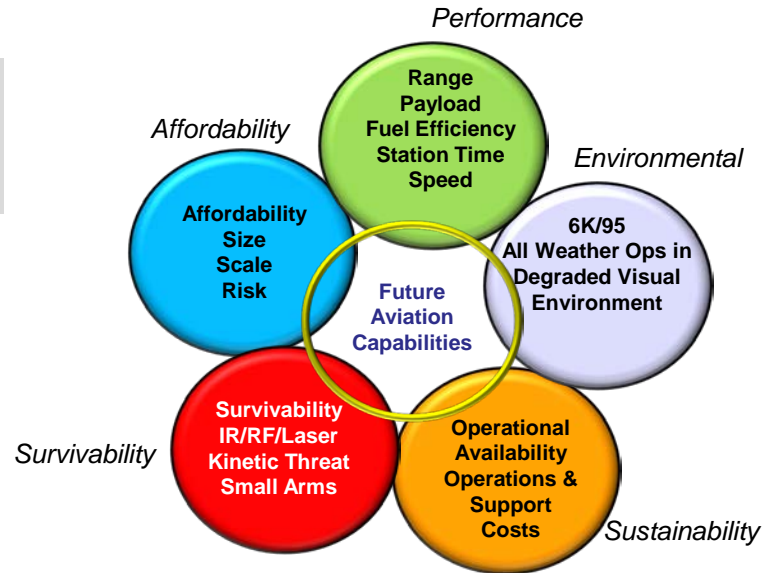 Performance
Range
Payload
Fuel Efficiency
Station Time
Speed
Affordability
Affordability
Size
Scale
Risk
Environmental
6K/95
All Weather Ops in
Degraded Visual
Environment
Future
Aviation
Capabilities
Survivability
Survivability
IR/RF/Laser
Kinetic Threat
Small Arms
Operational
Availability
Operations &
Support
Costs
Sustainability